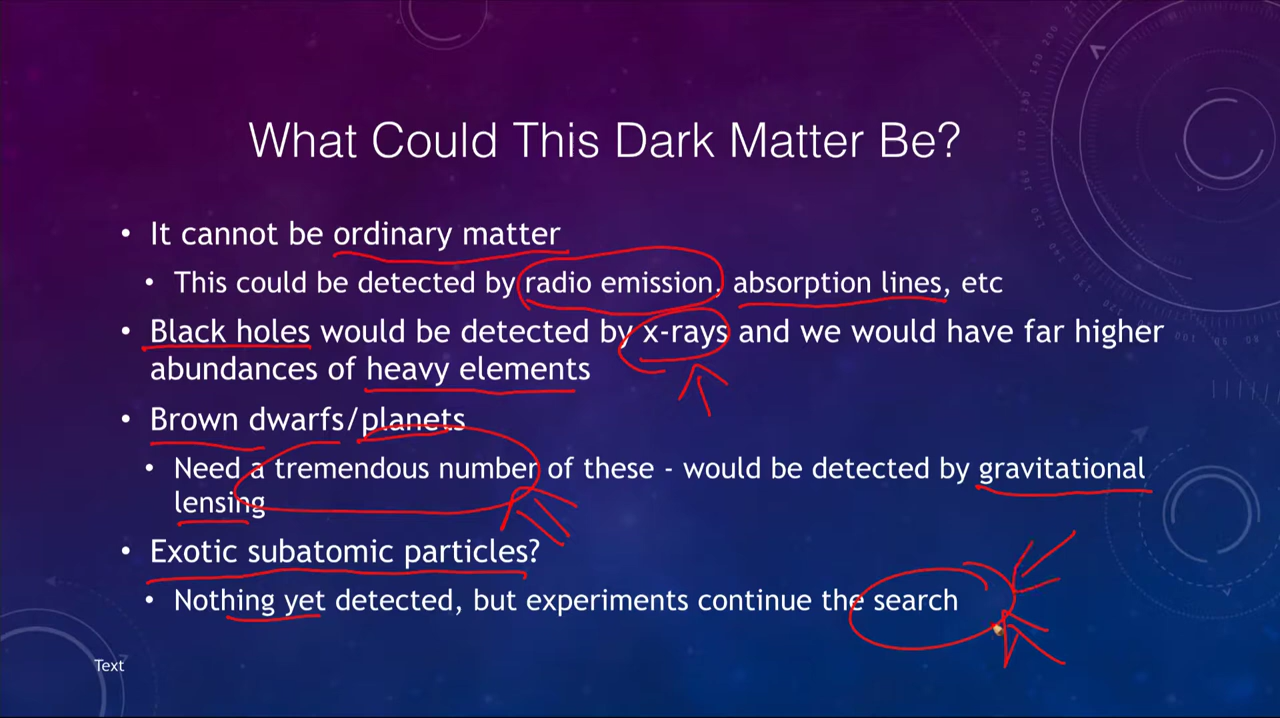 What Could This Dark Matter Be?
• It cannot be ordinary matter
• This could be detected by radio emission, absorption lines, etc
• Black holes would be detected by x-rays and we would have far higher
abundances of heavy elements
• Brown dwarfs/planets
• Need a tremendous number of these - would be detected by gravitational
lensing
• Exotic subatomic particles?
• Nothing yet detected, but experiments continue the search
Text